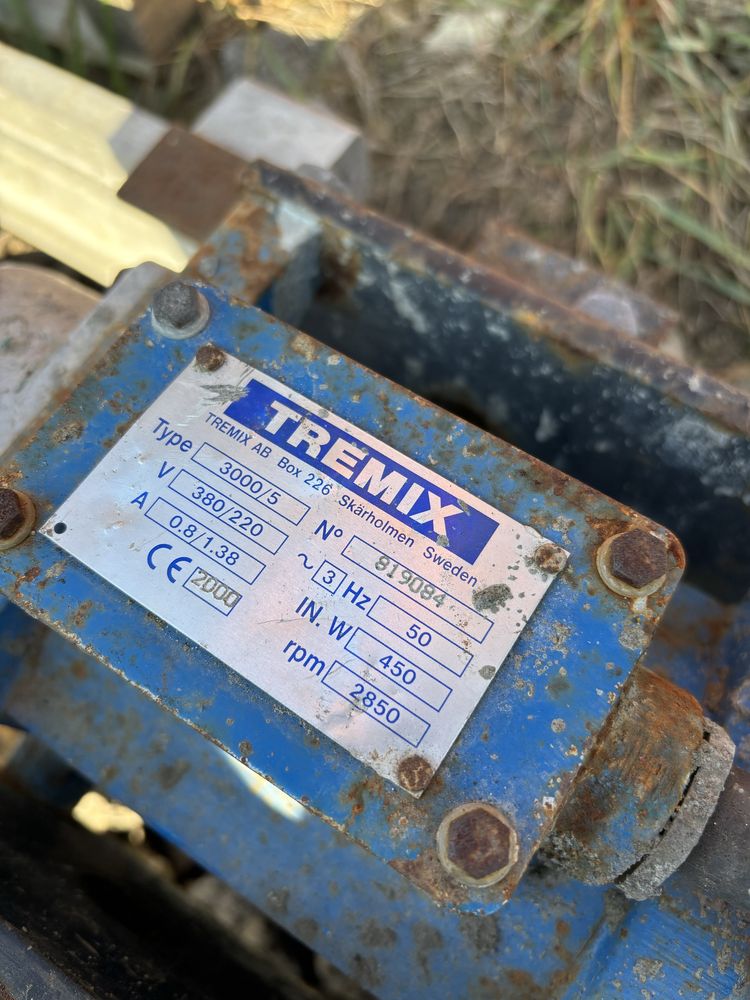 TREMIX
TREMIX AB Box 226 Skärholmen Sweden
Type 3000/5 N° 819084
V 380/220 ~ 3 Hz 50
A 0.8/1.38 IN. W 450
CE 2000 rpm 2850